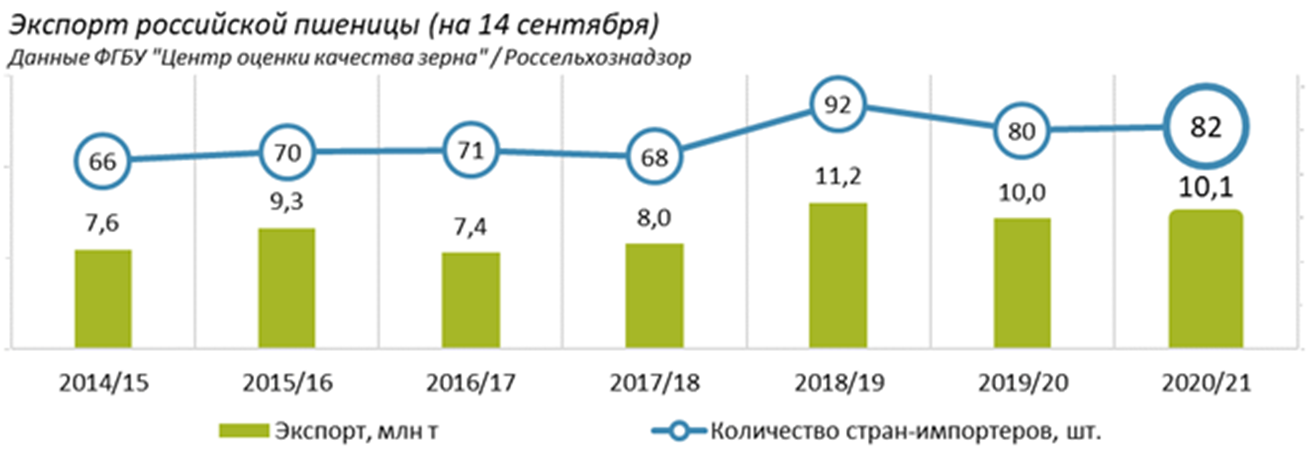 Экспорт российской пшеницы (на 14 сентября)
Данные ФГБУ "Центр оценки качества зерна" / Россельхознадзор
66 70 71 68 92 80 82
7,6 9,3 7,4 8,0 11,2 10,0 10,1
2014/15 2015/16 2016/17 2017/18 2018/19 2019/20 2020/21
Экспорт, млн т Количество стран-импортеров, шт.